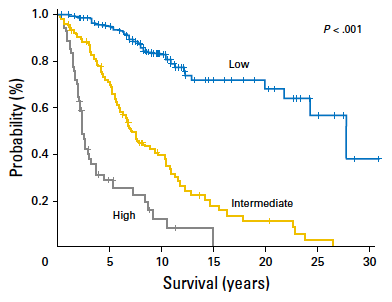 1.0
P < .001
0.8
Low
0.6
0.4
0.2
Intermediate
High
0 5 10 15 20 25 30
Probability (%)
Survival (years)